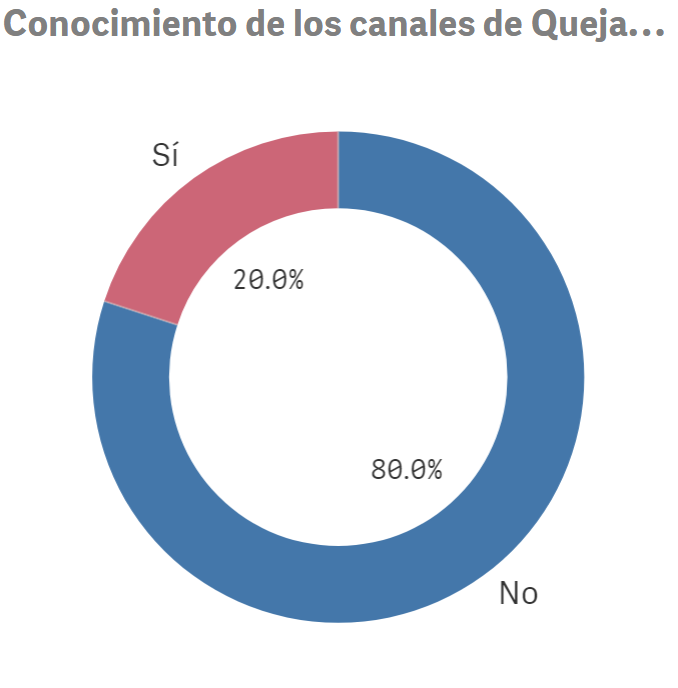 Conocimiento de los canales de Queja...
Sí
20.0%
80.0%
No